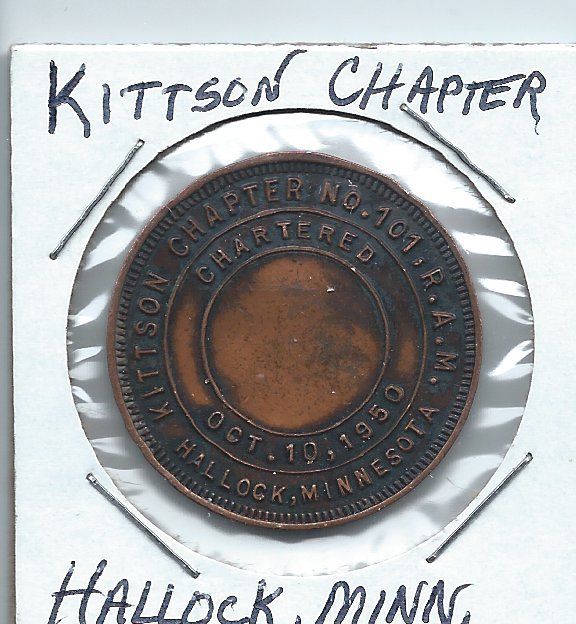 KITTSON CHAPTER
KITTSON CHAPTER NO. 101, R.A.M.
CHARTERED
OCT. 10, 1950
HALLOCK, MINNESOTA
HALLOCK, MINN.